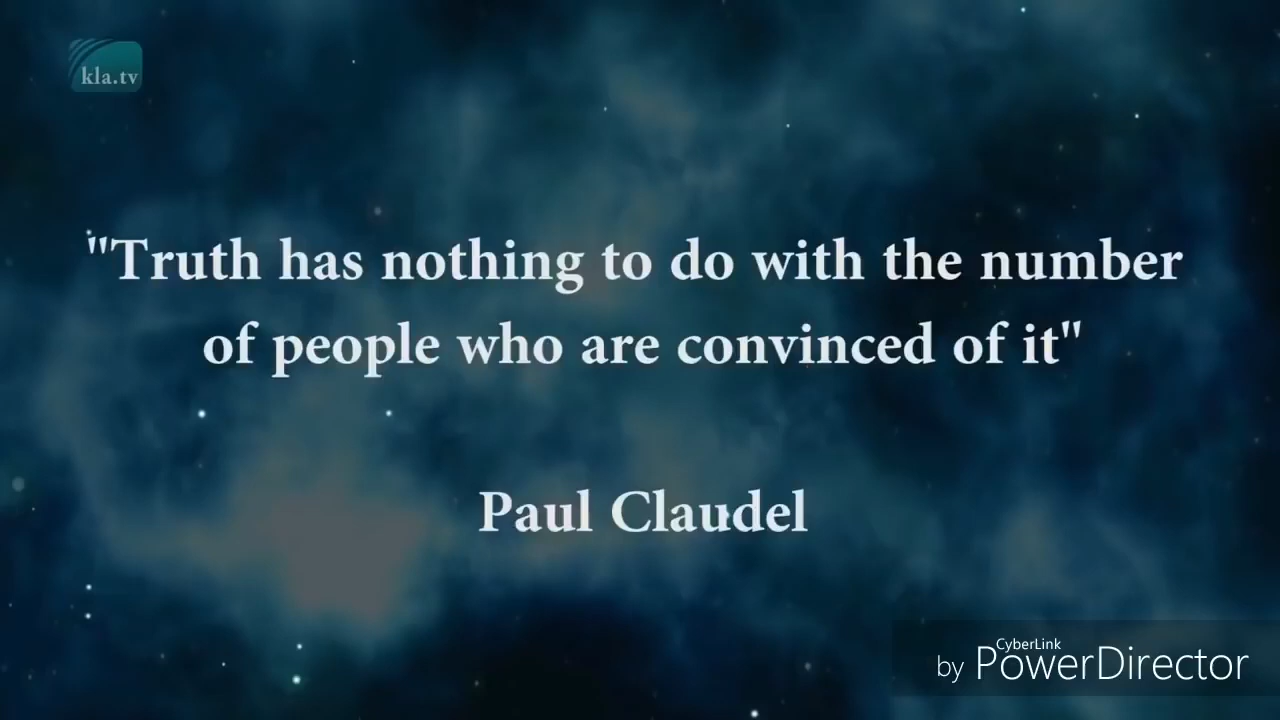 kla.tv
"Truth has nothing to do with the number
of people who are convinced of it"
Paul Claudel
CyberLink
by PowerDirector